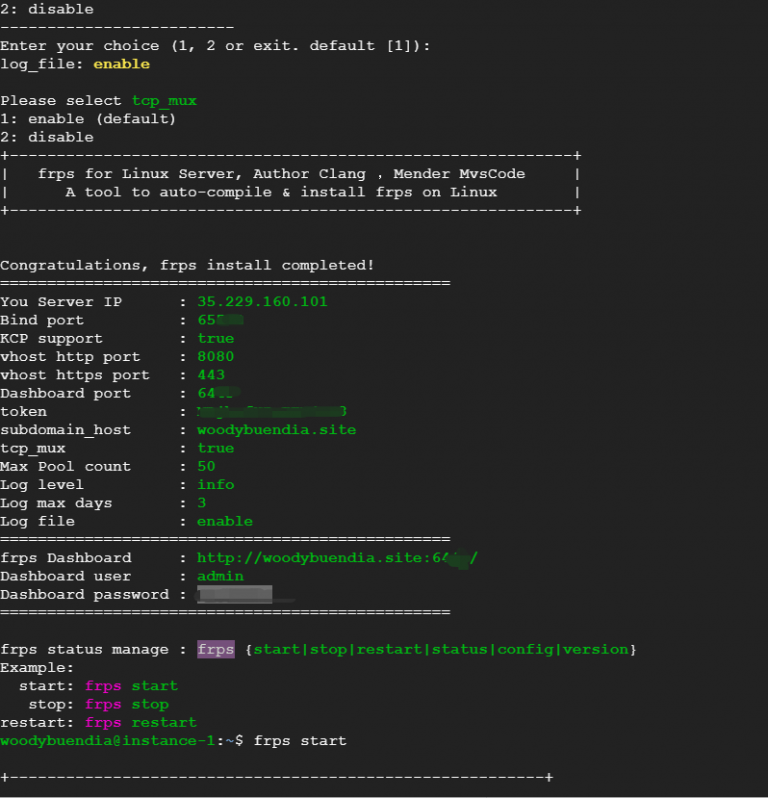 2: disable
-------------------------
Enter your choice (1, 2 or exit. default [1]):
log_file: enable
Please select tcp_mux
1: enable (default)
2: disable
+------------------------------------------------------------+
|   frps for Linux Server, Author Clang , Mender MvsCode     |
|      A tool to auto-compile & install frps on Linux        |
+------------------------------------------------------------+
Congratulations, frps install completed!
================================================
You Server IP      : 35.229.160.101
Bind port          : 65
KCP support        : true
vhost http port    : 8080
vhost https port   : 443
Dashboard port     : 64
token              :
subdomain_host     : woodybuendia.site
tcp_mux            : true
Max Pool count     : 50
Log level          : info
Log max days       : 3
Log file           : enable
================================================
frps Dashboard     : http://woodybuendia.site:6 /
Dashboard user     : admin
Dashboard password :
================================================
frps status manage : frps {start|stop|restart|status|config|version}
Example:
  start: frps start
   stop: frps stop
restart: frps restart
woodybuendia@instance-1:~$ frps start
+---------------------------------------------------------+